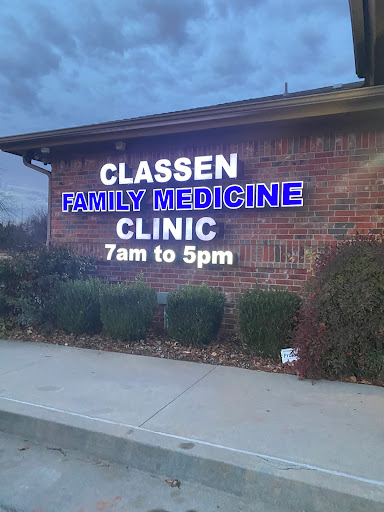 CLASSEN
FAMILY MEDICINE
CLINIC
7am to 5pm